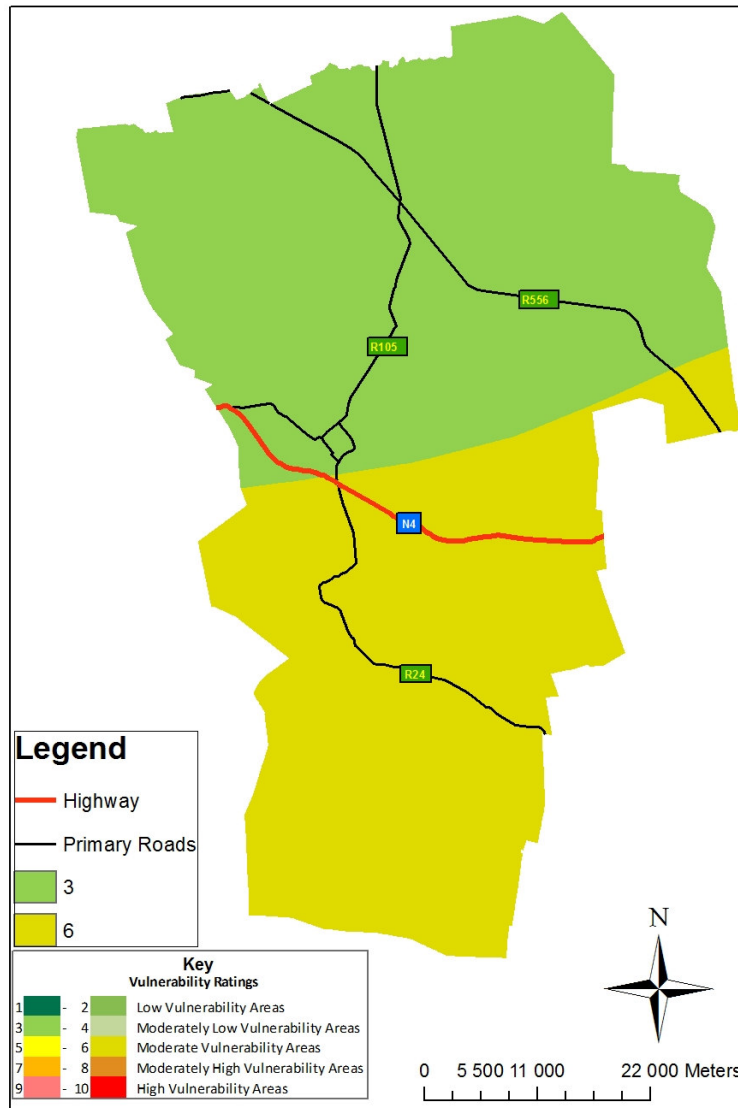 R556
R105
N4
R24
Legend
Highway
Primary Roads
3
6
Key
Vulnerability Ratings
1 - 2 Low Vulnerability Areas
3 - 4 Moderately Low Vulnerability Areas
5 - 6 Moderate Vulnerability Areas
7 - 8 Moderately High Vulnerability Areas
9 - 10 High Vulnerability Areas
N
0 5 500 11 000 22 000 Meters